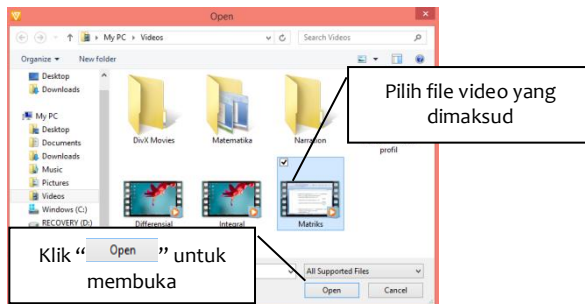 Open
My PC ▸ Videos
Search Videos
Organize
New folder
Desktop
Downloads
My PC
Desktop
Documents
Downloads
Music
Pictures
Videos
Windows (C:)
RECOVERY (D:)
DivX Movies
Matematika
Narration
profil
Differensial
Integral
Matriks
Pilih file video yang
dimaksud
Klik “ Open ” untuk
membuka
All Supported Files
Open
Cancel